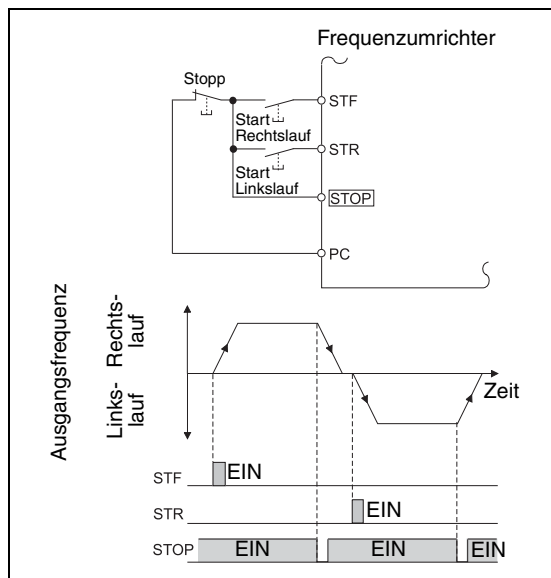 Frequenzumrichter
Stopp
STF
Start
Rechtslauf
STR
Start
Linkslauf
STOP
PC
Ausgangsfrequenz
Rechts-
lauf
Links-
lauf
Zeit
STF EIN
STR EIN
STOP EIN EIN EIN